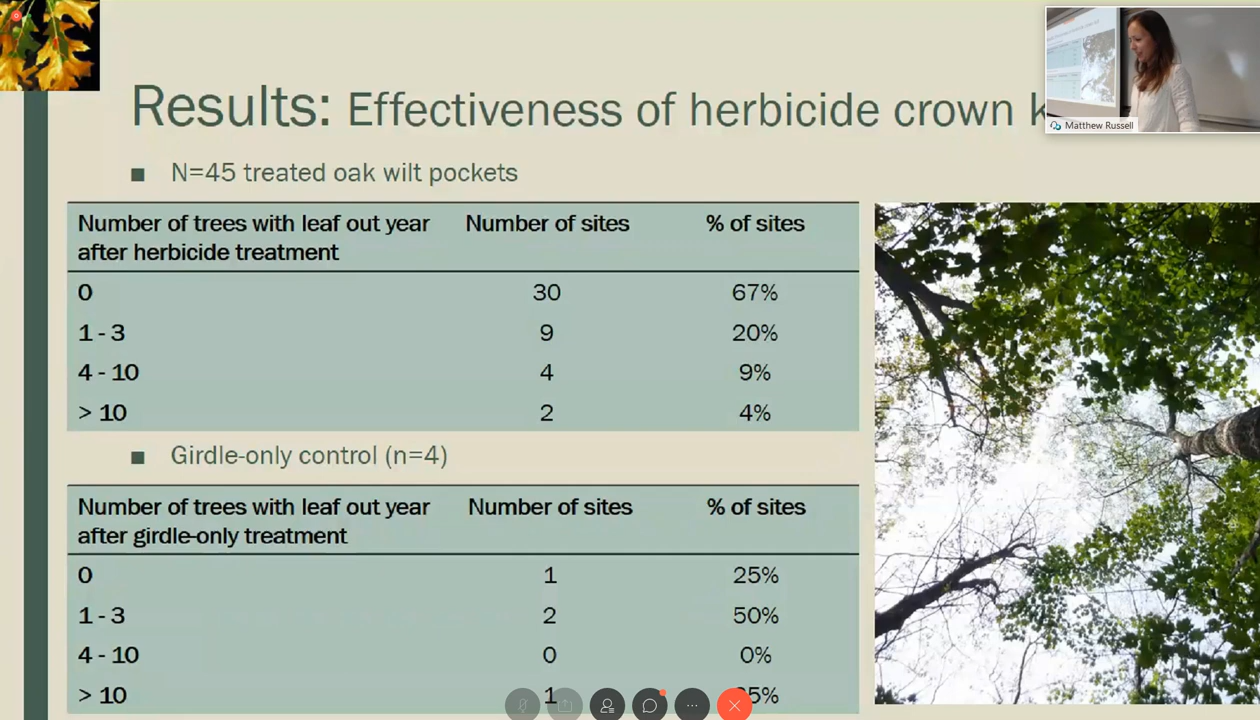 Results: Effectiveness of herbicide crown
Matthew Russell
■ N=45 treated oak wilt pockets
Number of trees with leaf out year Number of sites % of sites
after herbicide treatment
0 30 67%
1 - 3 9 20%
4 - 10 4 9%
> 10 2 4%
■ Girdle-only control (n=4)
Number of trees with leaf out year Number of sites % of sites
after girdle-only treatment
0 1 25%
1 - 3 2 50%
4 - 10 0 0%
> 10 1 5%